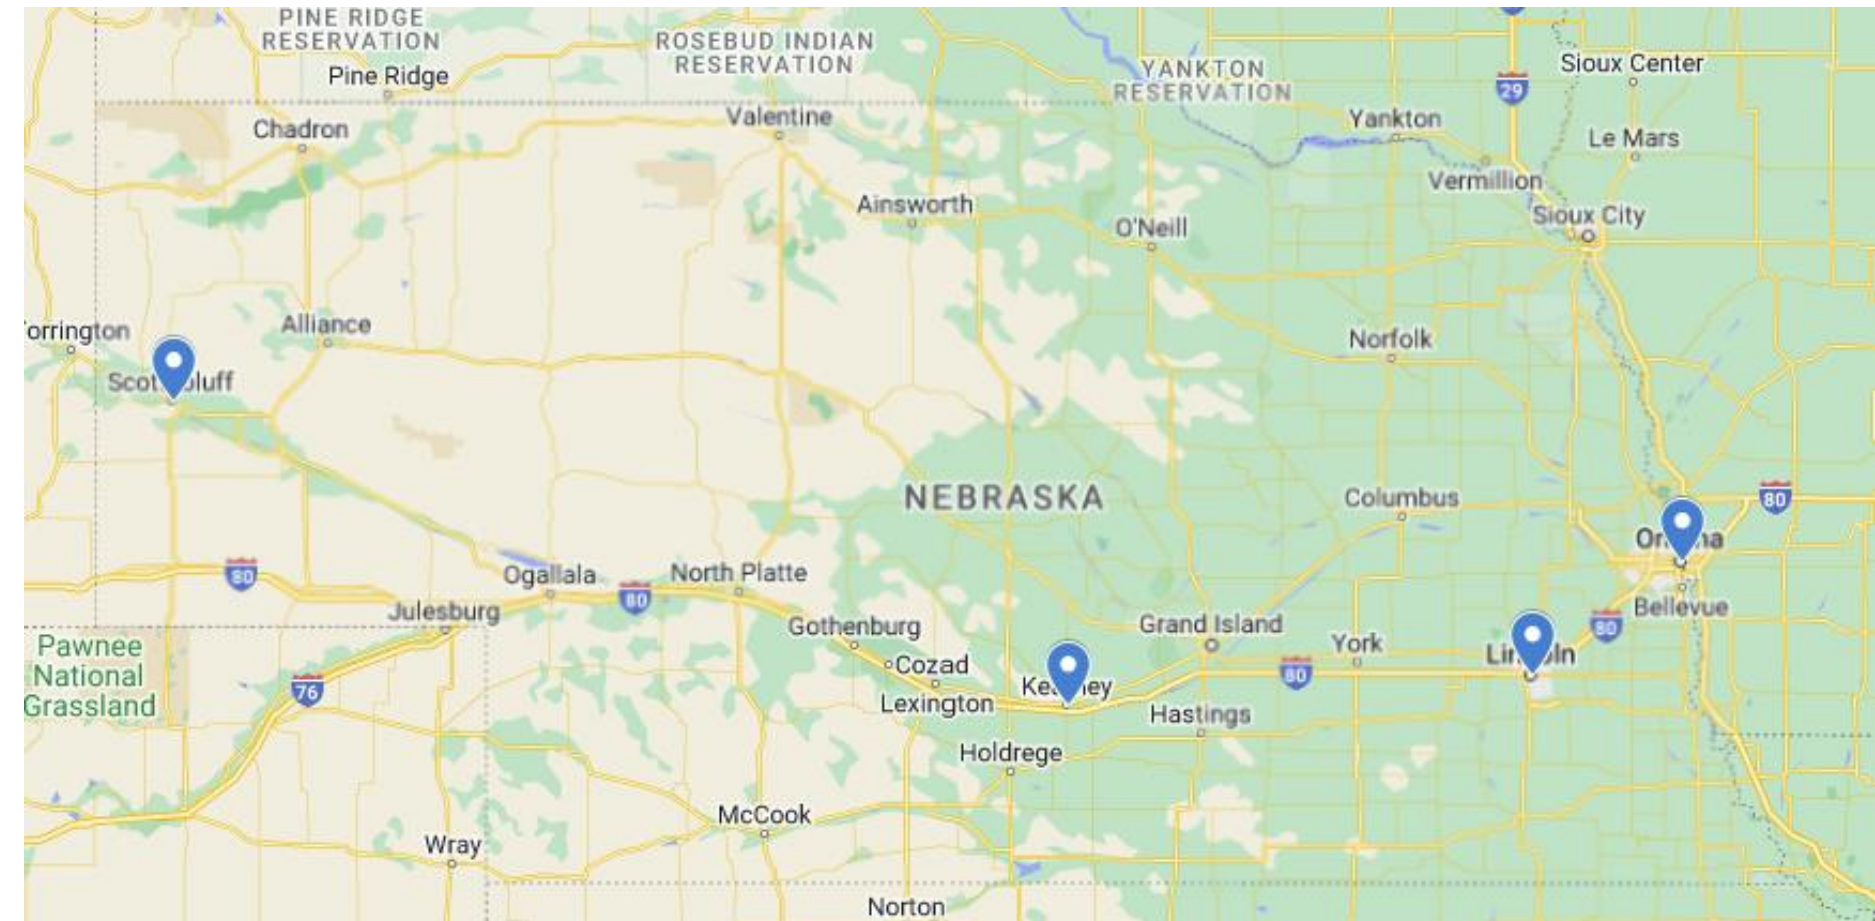 PINE RIDGE
RESERVATION
Pine Ridge
ROSEBUD INDIAN
RESERVATION
YANKTON
RESERVATION
Sioux Center
29
Chadron
Valentine
Yankton
Le Mars
Vermillion
Ainsworth
O'Neill
Sioux City
orrington
Alliance
Norfolk
NEBRASKA
Columbus
80
80
Ogallala
80
North Platte
Julesburg
Gothenburg
Grand Island
York
80
Bellevue
Pawnee
National
Grassland
76
Cozad
Lexington
80
Hastings
Holdrege
McCook
Wray
Norton